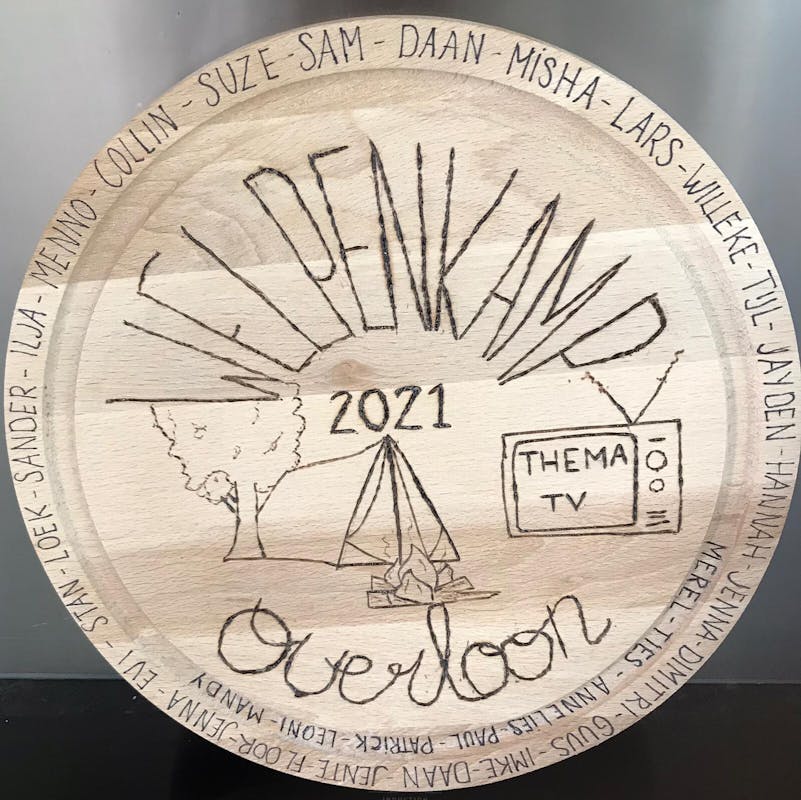 SUZE - SAM - DAAN - MISHA - LARS - WILLEKE - TIJL - JAYDEN - HANNAH - JENNA - DIMITRI - GUUS - IMKE - DAAN JENTE FLOOR - JENNA - EVI - STAN - LOEK - SANDER - ILJA - MENNO - COLLIN -
MEREL - TIES - ANNELIES - PAUL - PATRICK - LEONI - MANDY
WELPENKAMP
2021
THEMA
TV
Overloon